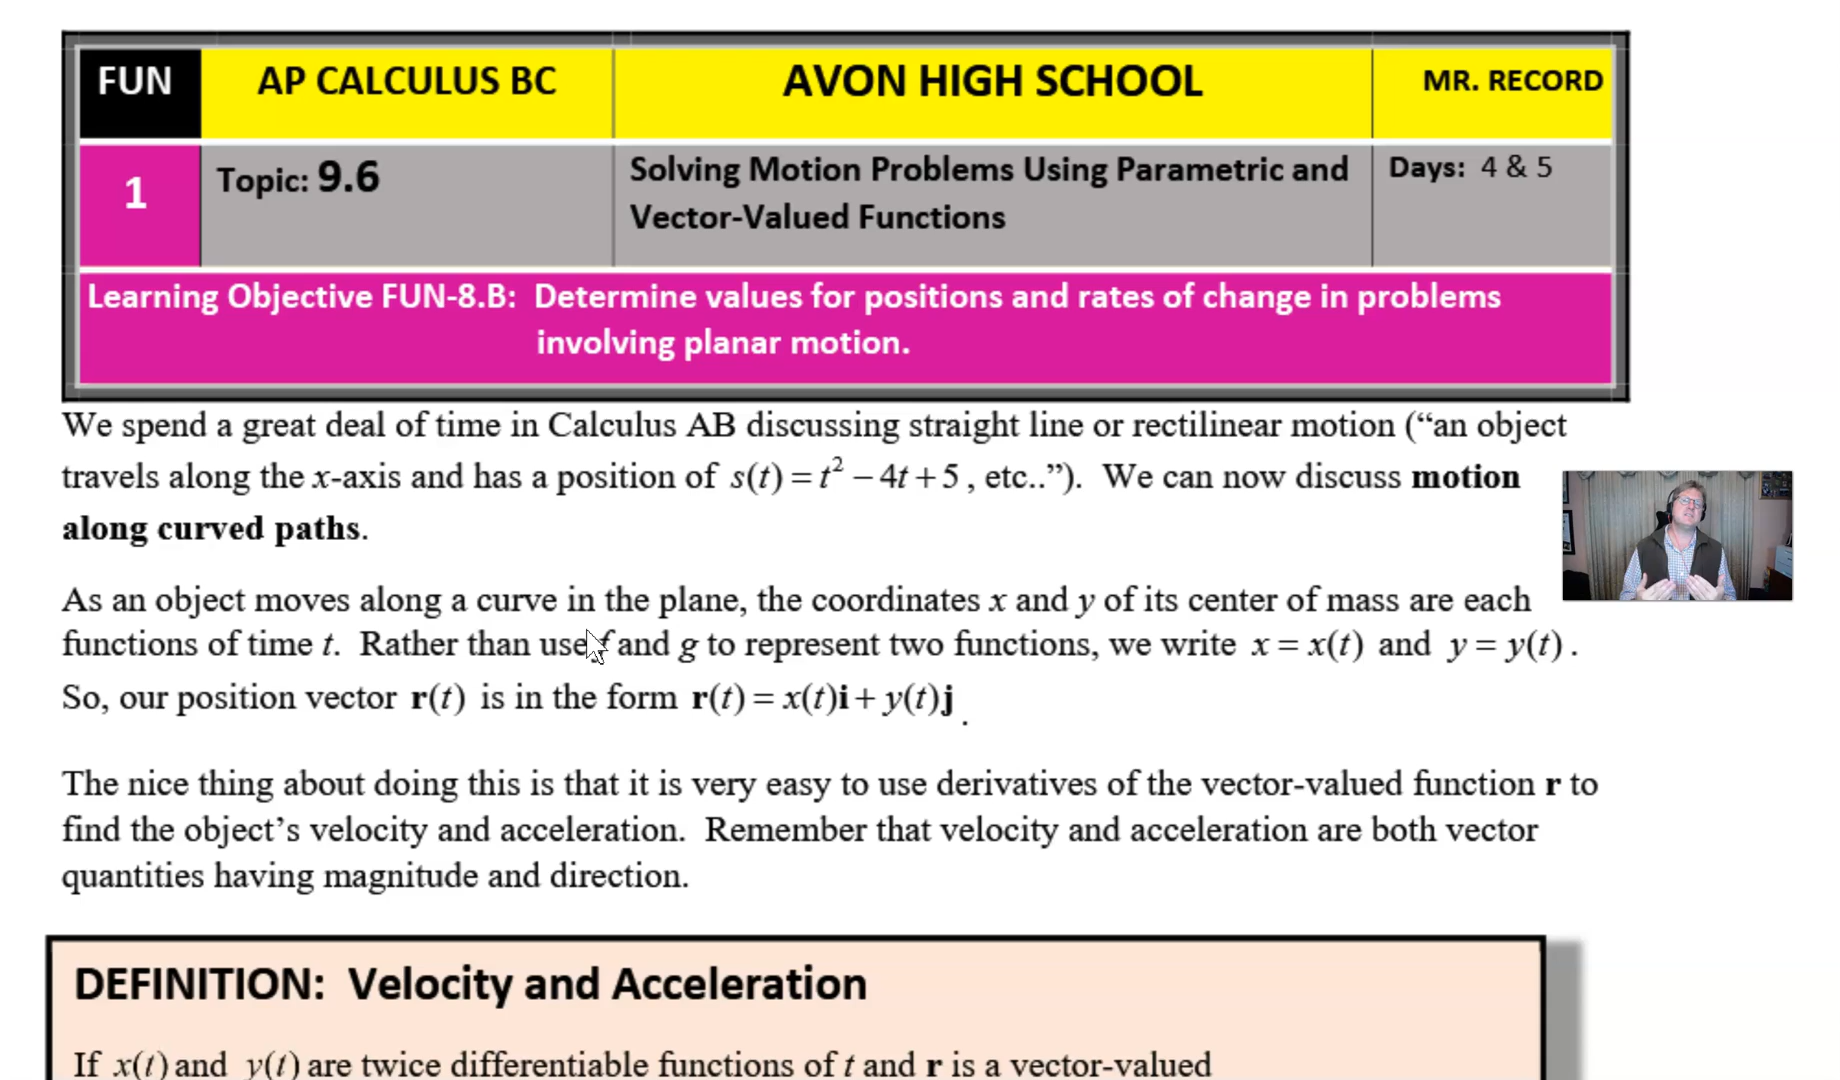 FUN AP CALCULUS BC AVON HIGH SCHOOL MR. RECORD
1 Topic: 9.6 Solving Motion Problems Using Parametric and Vector-Valued Functions Days: 4 & 5
Learning Objective FUN-8.B: Determine values for positions and rates of change in problems
involving planar motion.
We spend a great deal of time in Calculus AB discussing straight line or rectilinear motion (“an object
travels along the x-axis and has a position of s(t) = t² − 4t + 5 , etc..”). We can now discuss motion
along curved paths.
As an object moves along a curve in the plane, the coordinates x and y of its center of mass are each
functions of time t. Rather than use f and g to represent two functions, we write x = x(t) and y = y(t) .
So, our position vector r(t) is in the form r(t) = x(t)i + y(t)j .
The nice thing about doing this is that it is very easy to use derivatives of the vector-valued function r to
find the object’s velocity and acceleration. Remember that velocity and acceleration are both vector
quantities having magnitude and direction.
DEFINITION: Velocity and Acceleration
If x(t) and y(t) are twice differentiable functions of t and r is a vector-valued